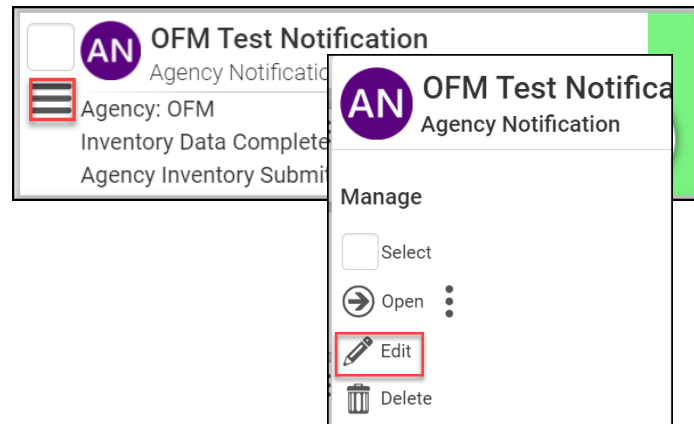 AN
OFM Test Notification
Agency Notificatio
Agency: OFM
Inventory Data Complete
Agency Inventory Submi
AN
OFM Test Notifica
Agency Notification
Manage
Select
Open
Edit
Delete